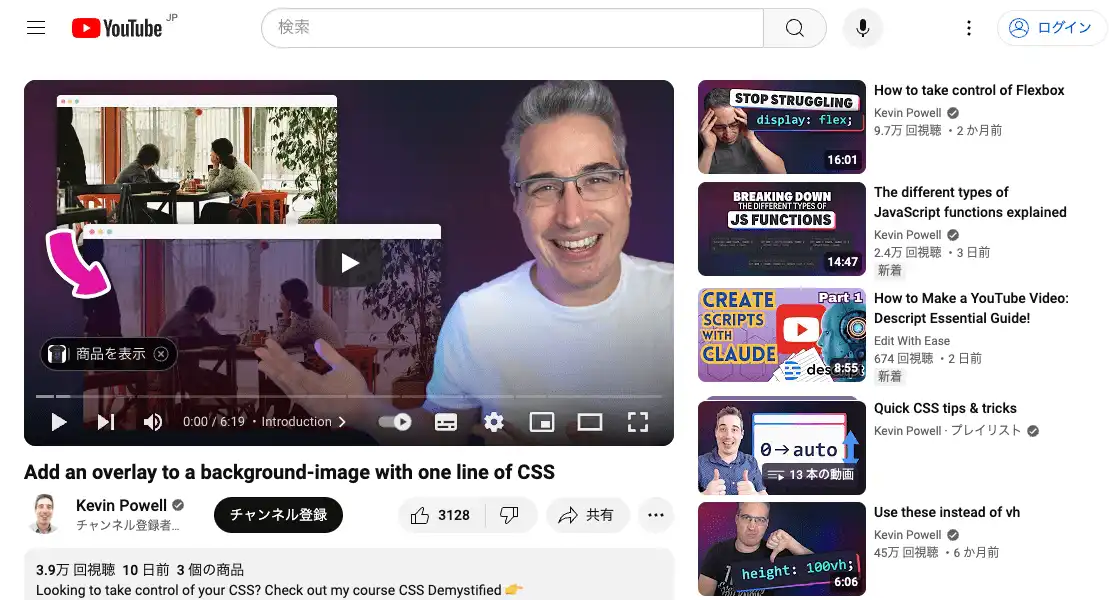 YouTube JP
検索
ログイン
商品を表示
0:00 / 6:19 ・ Introduction
Add an overlay to a background-image with one line of CSS
Kevin Powell
チャンネル登録者…
チャンネル登録
3128
共有
3.9万 回視聴 10 日前 3 個の商品
Looking to take control of your CSS? Check out my course CSS Demystified 👉
STOP STRUGGLING
display: flex;
16:01
How to take control of Flexbox
Kevin Powell
9.7万 回視聴 ・2 か月前
BREAKING DOWN
THE DIFFERENT TYPES OF
JS FUNCTIONS
14:47
The different types of
JavaScript functions explained
Kevin Powell
2.4万 回視聴 ・3 日前
新着
CREATE
SCRIPTS
WITH
CLAUDE
Part 1
8:55
How to Make a YouTube Video:
Descript Essential Guide!
Edit With Ease
674 回視聴 ・2 日前
新着
0→auto
13 本の動画
Quick CSS tips & tricks
Kevin Powell · プレイリスト
height: 100vh;
6:06
Use these instead of vh
Kevin Powell
45万 回視聴 ・6 か月前